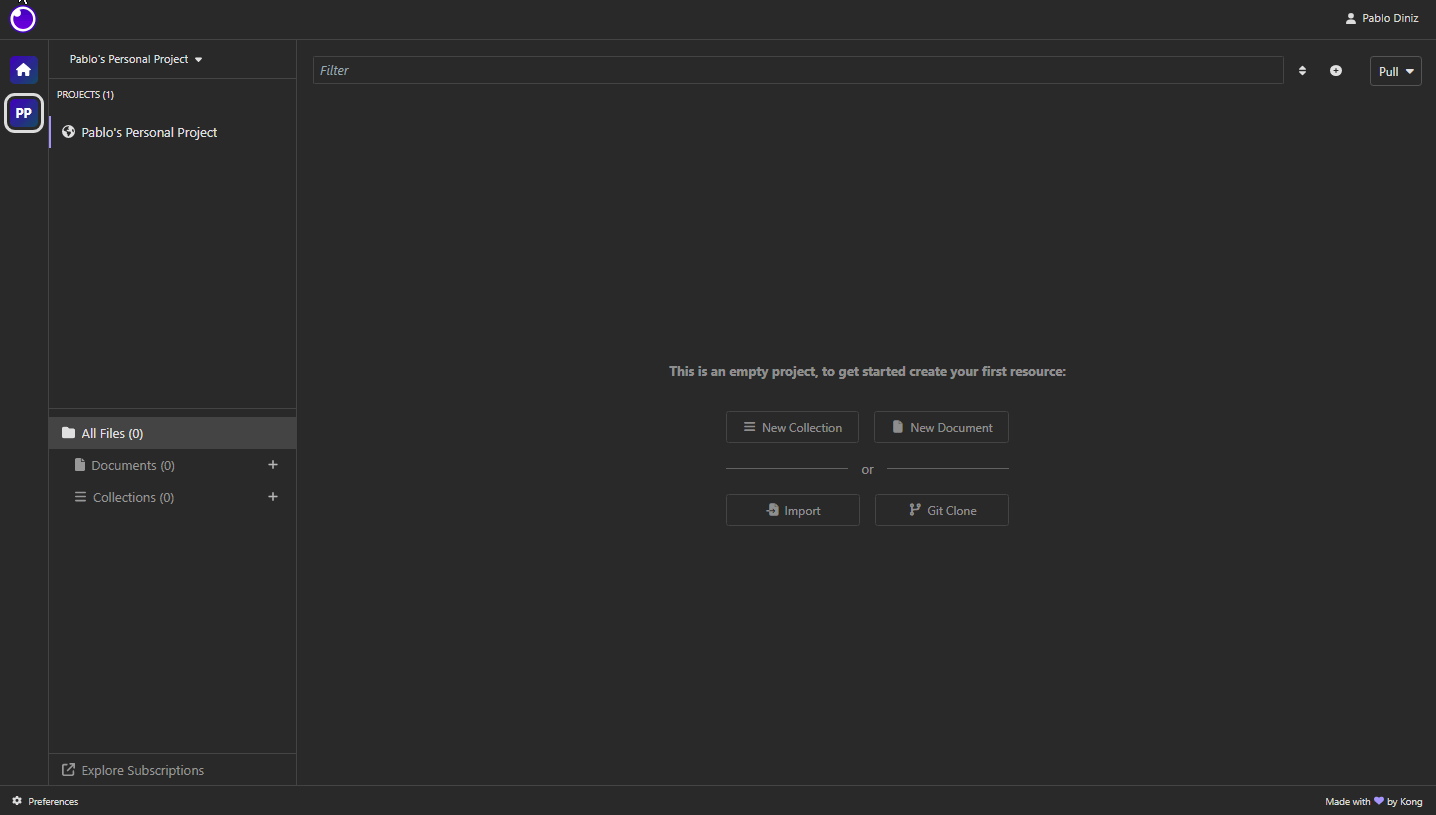 Pablo Diniz
Pablo's Personal Project
Filter
Pull
PROJECTS (1)
PP
Pablo's Personal Project
This is an empty project, to get started create your first resource:
New Collection
New Document
or
Import
Git Clone
All Files (0)
Documents (0)
Collections (0)
Explore Subscriptions
Preferences
Made with 💜 by Kong